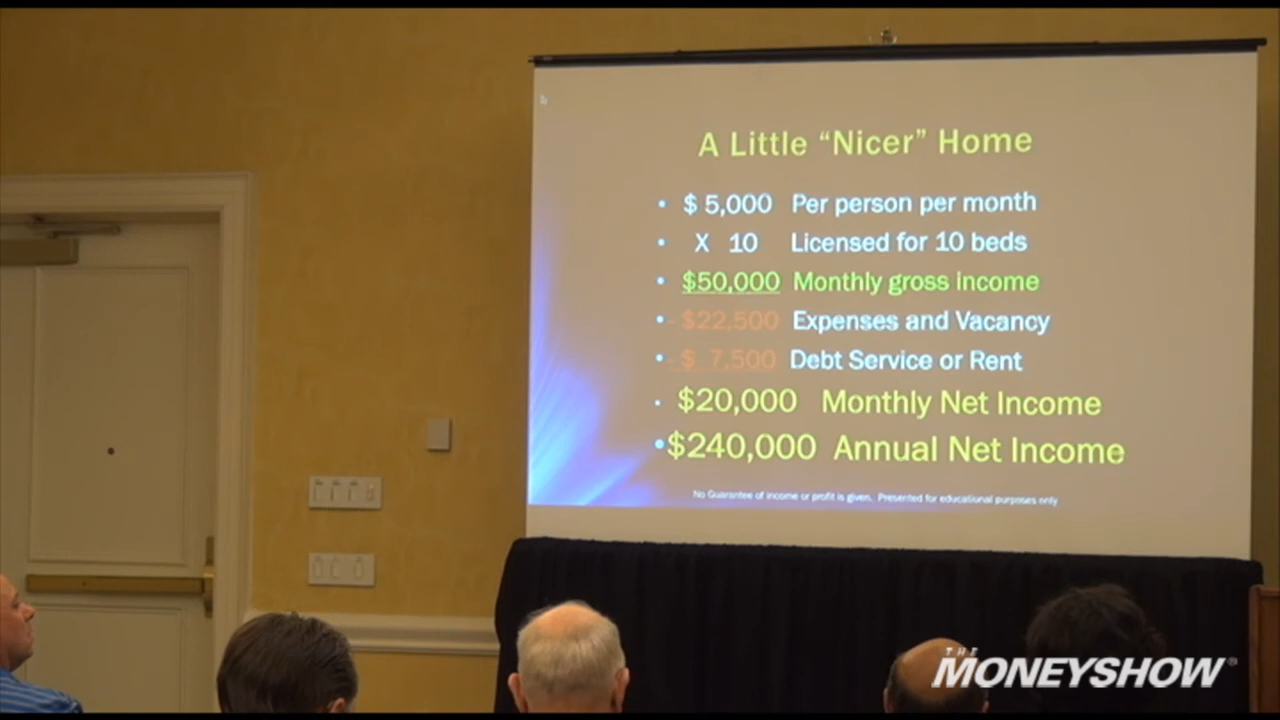 A Little “Nicer” Home
• $ 5,000 Per person per month
• X 10 Licensed for 10 beds
• $50,000 Monthly gross income
• - $22,500 Expenses and Vacancy
• - $ 7,500 Debt Service or Rent
• $20,000 Monthly Net Income
• $240,000 Annual Net Income
No Guarantee of income or profit is given. Presented for educational purposes only
THE
MONEYSHOW®